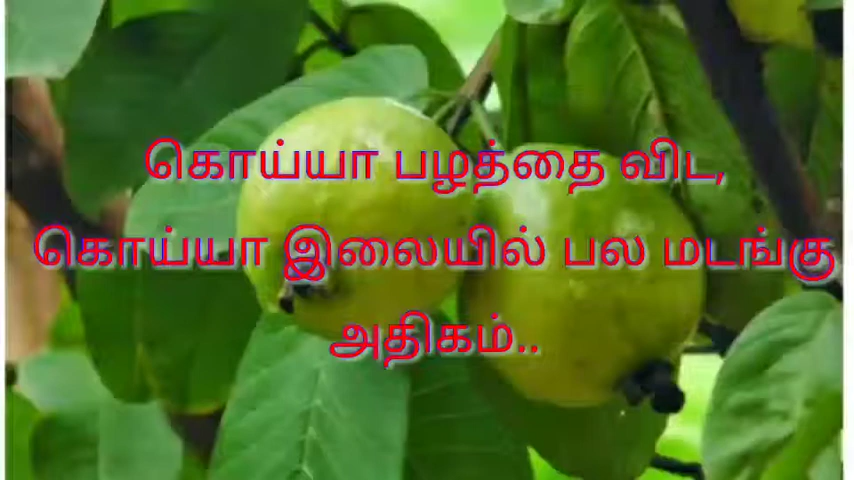 கொய்யா பழத்தை விட,
கொய்யா இலையில் பல மடங்கு
அதிகம்..